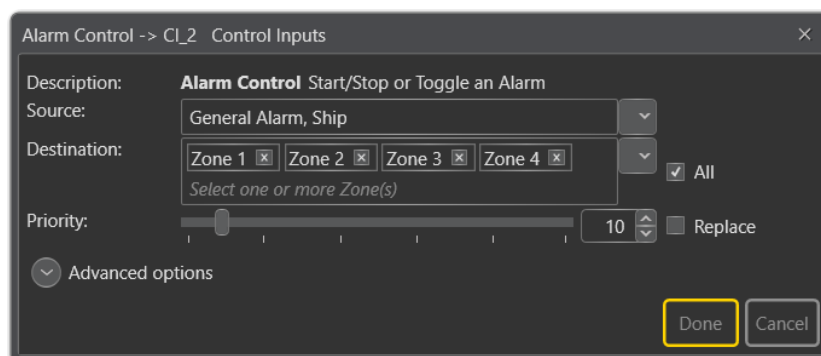 Alarm Control -> CI_2 Control Inputs
Description: Alarm Control Start/Stop or Toggle an Alarm
Source: General Alarm, Ship
Destination: Zone 1 Zone 2 Zone 3 Zone 4
All
Select one or more Zone(s)
Priority: 10 Replace
Advanced options
Done Cancel